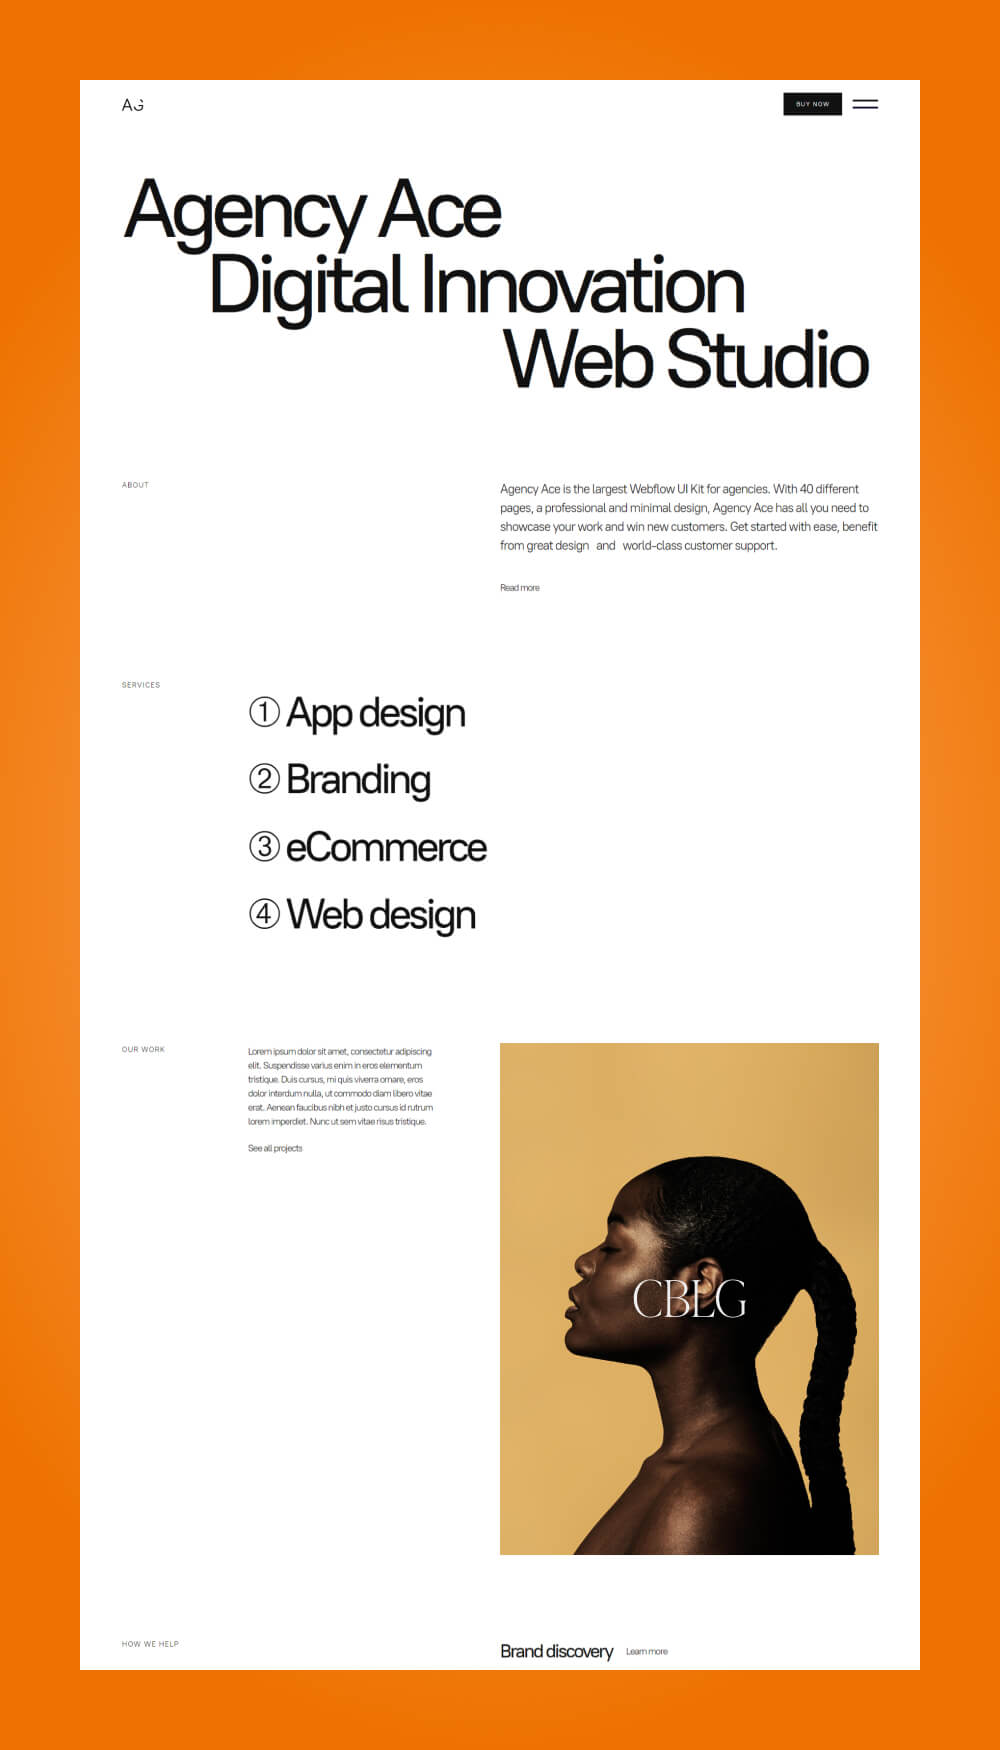 AG
BUY NOW
Agency Ace
Digital Innovation
Web Studio
ABOUT
Agency Ace is the largest Webflow UI Kit for agencies. With 40 different
pages, a professional and minimal design, Agency Ace has all you need to
showcase your work and win new customers. Get started with ease, benefit
from great design and world-class customer support.
Read more
SERVICES
① App design
② Branding
③ eCommerce
④ Web design
OUR WORK
Lorem ipsum dolor sit amet, consectetur adipiscing
elit. Suspendisse varius enim in eros elementum
tristique. Duis cursus, mi quis viverra ornare, eros
dolor interdum nulla, ut commodo diam libero vitae
erat. Aenean faucibus nibh et justo cursus id rutrum
lorem imperdiet. Nunc ut sem vitae risus tristique.
See all projects
CBLG
HOW WE HELP
Brand discovery Learn more